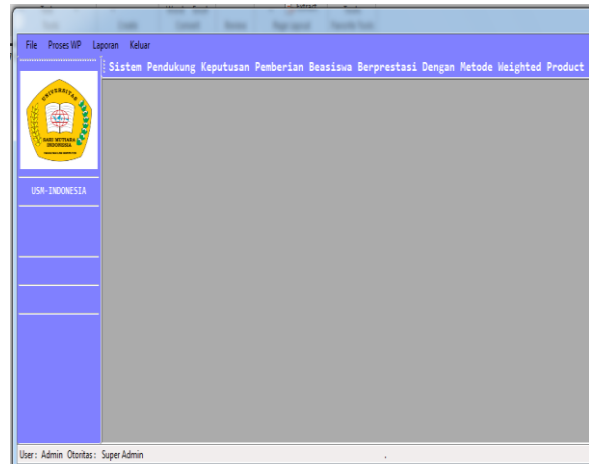 File Proses WP Laporan Keluar
Sistem Pendukung Keputusan Pemberian Beasiswa Berprestasi Dengan Metode Weighted Product
UNIVERSITAS
SARI MUTIARA
INDONESIA
USM-INDONESIA
User : Admin Otoritas : Super Admin